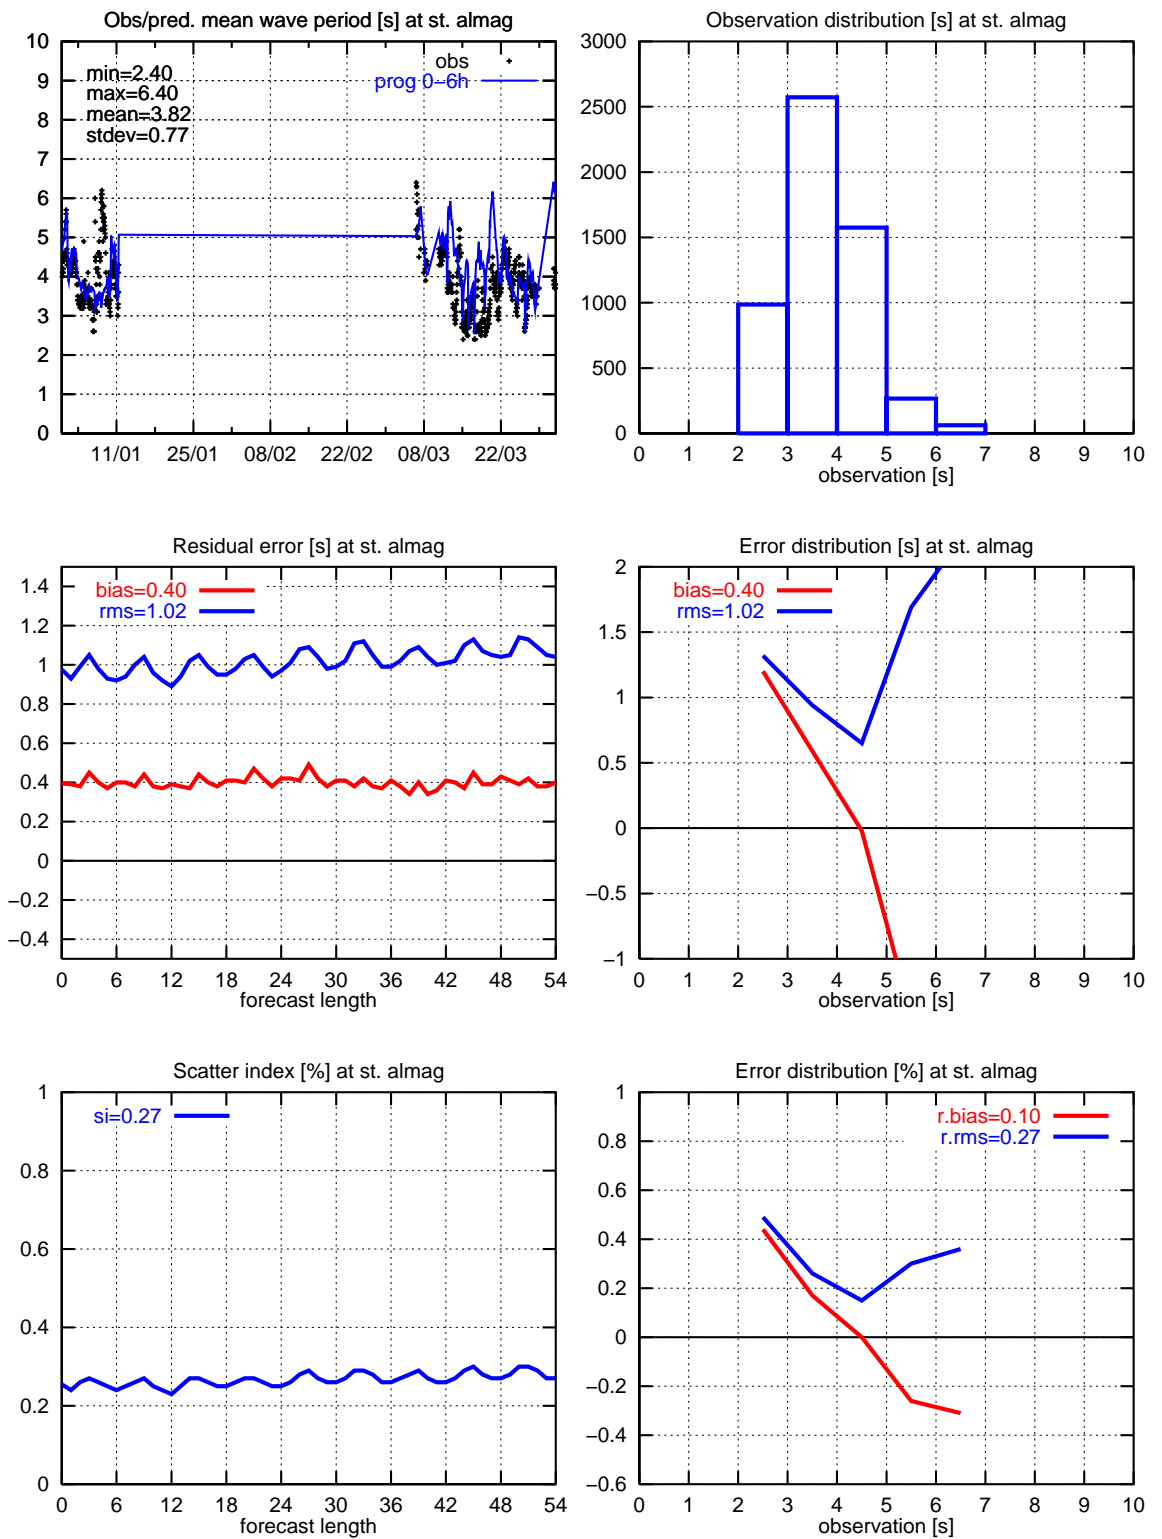 Obs/pred. mean wave period [s] at st. almag
10
9
8
7
6
5
4
3
2
1
0
min=2.40
max=6.40
mean=3.82
stdev=0.77
obs
prog 0−6h
11/01 25/01 08/02 22/02 08/03 22/03
Observation distribution [s] at st. almag
3000
2500
2000
1500
1000
500
0
0 1 2 3 4 5 6 7 8 9 10
observation [s]
Residual error [s] at st. almag
1.4
1.2
1
0.8
0.6
0.4
0.2
0
−0.2
−0.4
bias=0.40
rms=1.02
0 6 12 18 24 30 36 42 48 54
forecast length
Error distribution [s] at st. almag
2
1.5
1
0.5
0
−0.5
−1
bias=0.40
rms=1.02
0 1 2 3 4 5 6 7 8 9 10
observation [s]
Scatter index [%] at st. almag
1
0.8
0.6
0.4
0.2
0
si=0.27
0 6 12 18 24 30 36 42 48 54
forecast length
Error distribution [%] at st. almag
1
0.8
0.6
0.4
0.2
0
−0.2
−0.4
−0.6
r.bias=0.10
r.rms=0.27
0 1 2 3 4 5 6 7 8 9 10
observation [s]